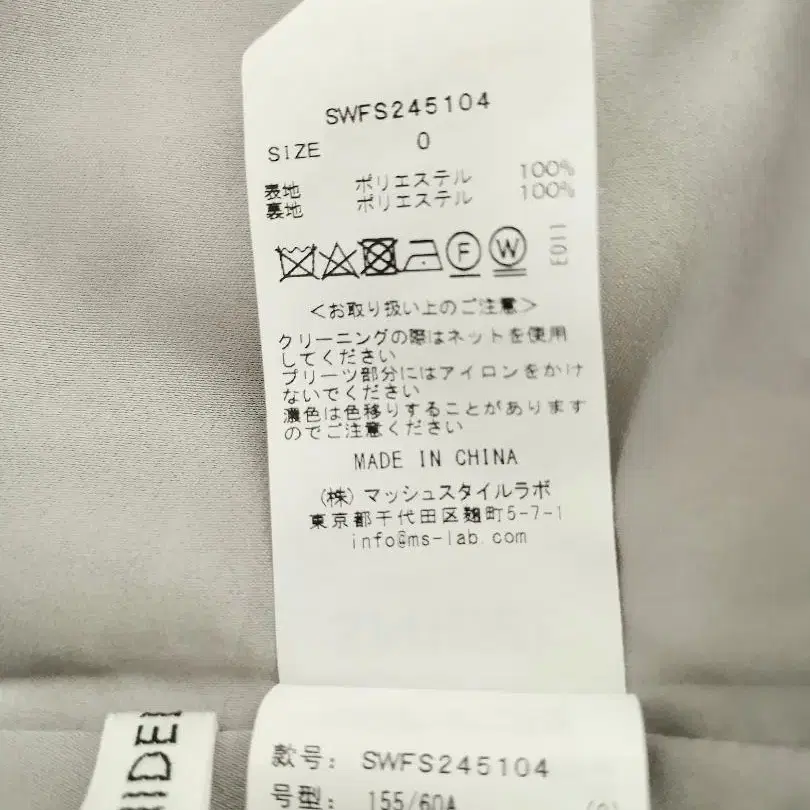 SWFS245104
SIZE 0
表地 ポリエステル 100%
裏地 ポリエステル 100%
F W E011
<お取り扱い上のご注意>
クリーニングの際はネットを使用
してください
プリーツ部分にはアイロンをかけ
ないでください
濃色は色移りすることがあります
のでご注意ください
MADE IN CHINA
(株) マッシュスタイルラボ
東京都千代田区麹町5-7-1
info@ms-lab.com
款号: SWFS245104
号型: 155/60A (0)